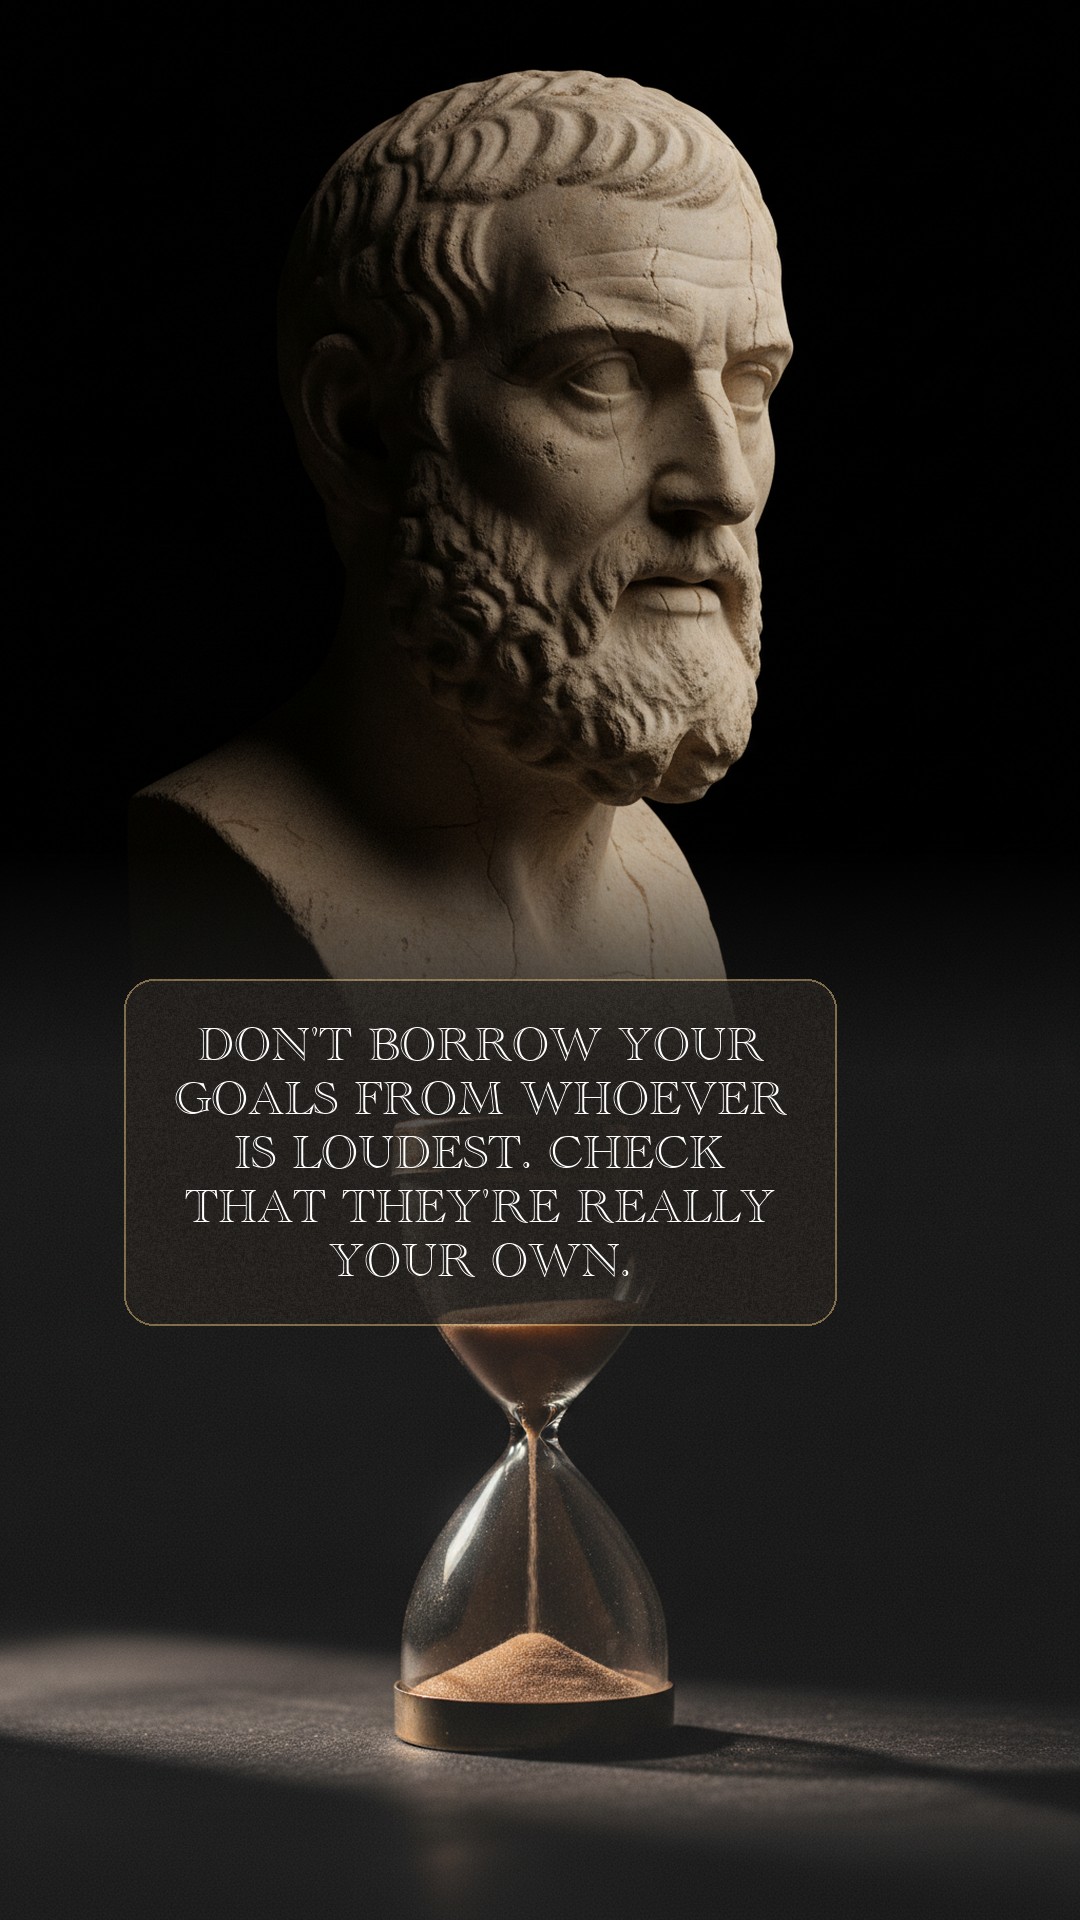 DON'T BORROW YOUR
GOALS FROM WHOEVER
IS LOUDEST. CHECK
THAT THEY'RE REALLY
YOUR OWN.